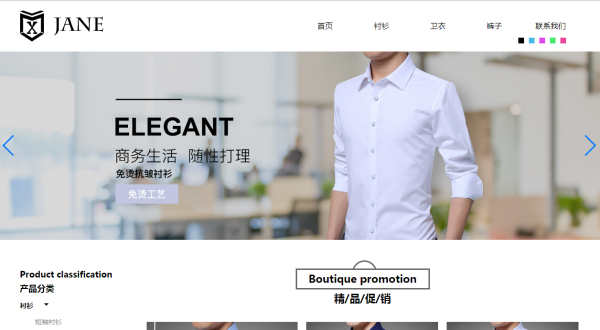 X JANE
首页 衬衫 卫衣 裤子 联系我们
ELEGANT
商务生活 随性打理
免烫抗皱衬衫
免烫工艺
Product classification
产品分类
衬衫
短袖衬衫
Boutique promotion
精/品/促/销